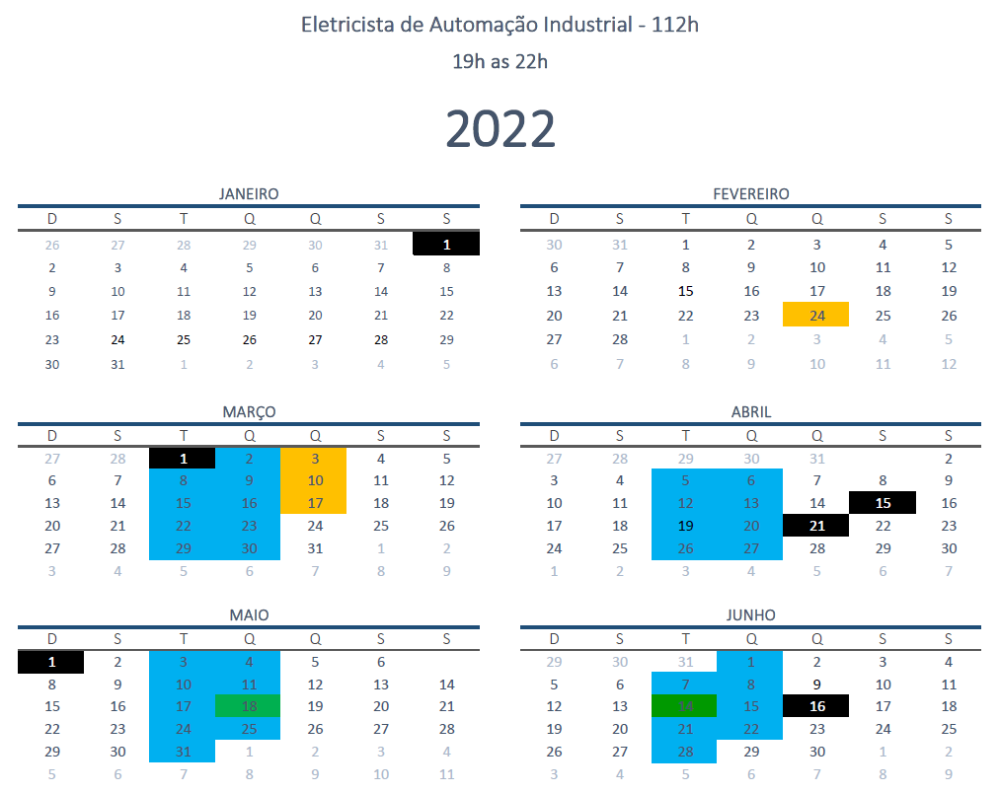 Eletricista de Automação Industrial - 112h
19h as 22h
2022
JANEIRO
D S T Q Q S S
26 27 28 29 30 31 1
2 3 4 5 6 7 8
9 10 11 12 13 14 15
16 17 18 19 20 21 22
23 24 25 26 27 28 29
30 31 1 2 3 4 5
FEVEREIRO
D S T Q Q S S
30 31 1 2 3 4 5
6 7 8 9 10 11 12
13 14 15 16 17 18 19
20 21 22 23 24 25 26
27 28 1 2 3 4 5
6 7 8 9 10 11 12
MARÇO
D S T Q Q S S
27 28 1 2 3 4 5
6 7 8 9 10 11 12
13 14 15 16 17 18 19
20 21 22 23 24 25 26
27 28 29 30 31 1 2
3 4 5 6 7 8 9
ABRIL
D S T Q Q S S
27 28 29 30 31 2
3 4 5 6 7 8 9
10 11 12 13 14 15 16
17 18 19 20 21 22 23
24 25 26 27 28 29 30
1 2 3 4 5 6 7
MAIO
D S T Q Q S S
1 2 3 4 5 6
8 9 10 11 12 13 14
15 16 17 18 19 20 21
22 23 24 25 26 27 28
29 30 31 1 2 3 4
5 6 7 8 9 10 11
JUNHO
D S T Q Q S S
29 30 31 1 2 3 4
5 6 7 8 9 10 11
12 13 14 15 16 17 18
19 20 21 22 23 24 25
26 27 28 29 30 1 2
3 4 5 6 7 8 9